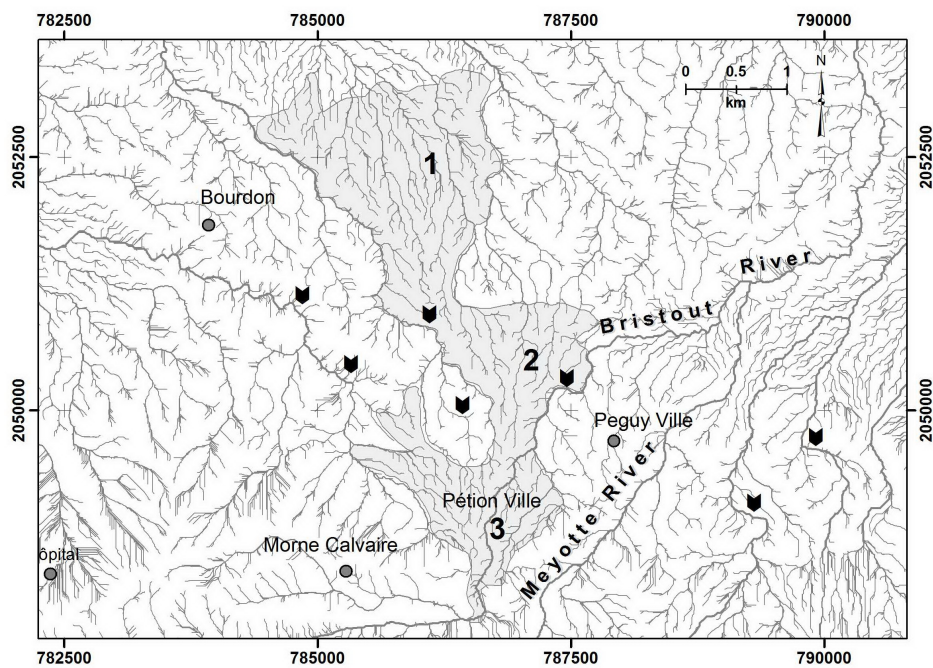 782500 785000 787500 790000
N
0 0.5 1
km
2052500 2052500
1
Bourdon
River
Bristout
2
2050000 2050000
Peguy Ville
Pétion Ville
3
Meyotte River
Morne Calvaire
ôpital
782500 785000 787500 790000